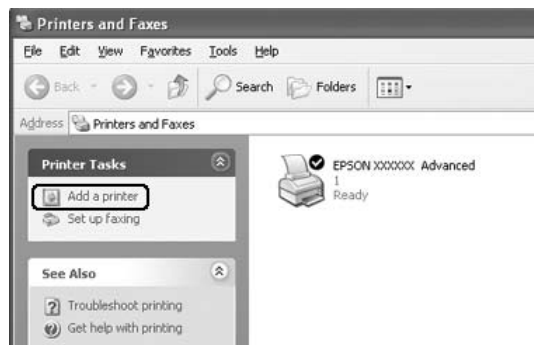 Printers and Faxes
File Edit View Favorites Tools Help
Back Search Folders
Address Printers and Faxes
Printer Tasks
Add a printer
Set up faxing
See Also
Troubleshoot printing
Get help with printing
EPSON XXXXXX Advanced
1
Ready